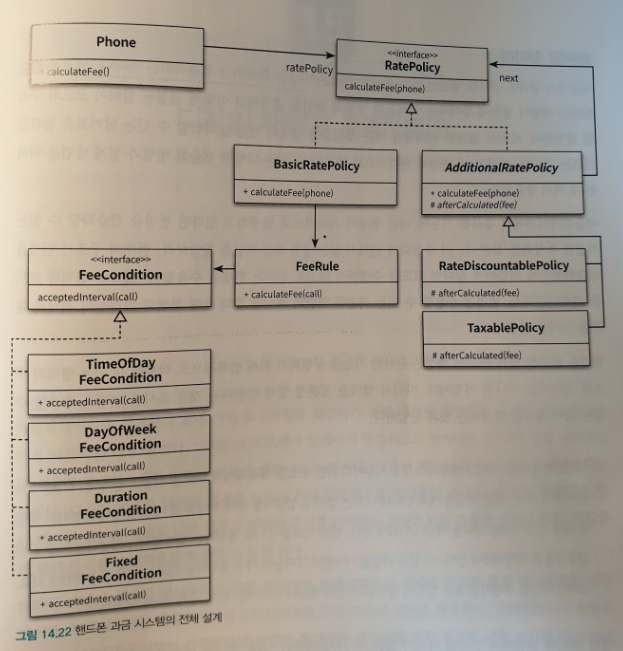 Phone
+ calculateFee()
ratePolicy
<<interface>>
RatePolicy
calculateFee(phone)
next
BasicRatePolicy
+ calculateFee(phone)
AdditionalRatePolicy
+ calculateFee(phone)
# afterCalculated(fee)
*
<<interface>>
FeeCondition
acceptedInterval(call)
FeeRule
+ calculateFee(call)
RateDiscountablePolicy
# afterCalculated(fee)
TaxablePolicy
# afterCalculated(fee)
TimeOfDay
FeeCondition
+ acceptedInterval(call)
DayOfWeek
FeeCondition
+ acceptedInterval(call)
Duration
FeeCondition
+ acceptedInterval(call)
Fixed
FeeCondition
+ acceptedInterval(call)
그림 14.22 핸드폰 과금 시스템의 전체 설계